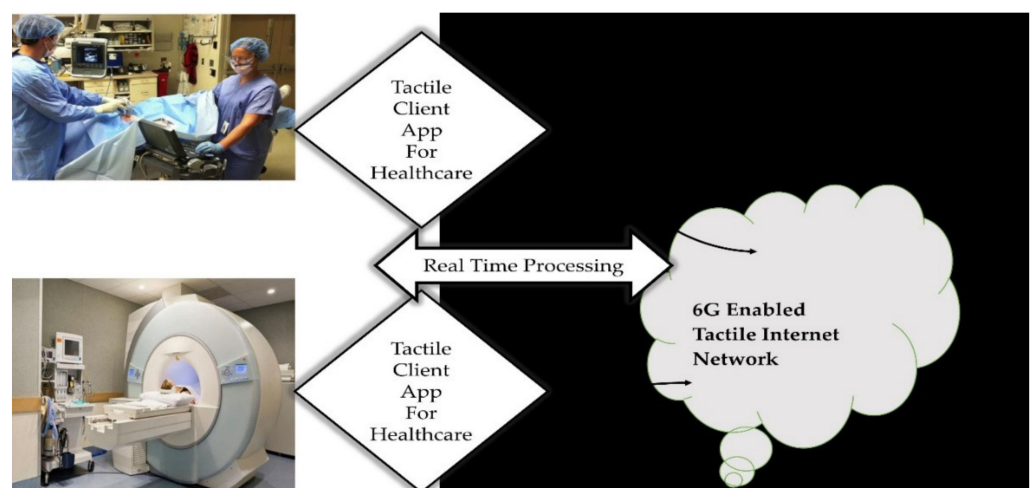 Tactile
Client
App
For
Healthcare
Real Time Processing
6G Enabled
Tactile Internet
Network
Tactile
Client
App
For
Healthcare